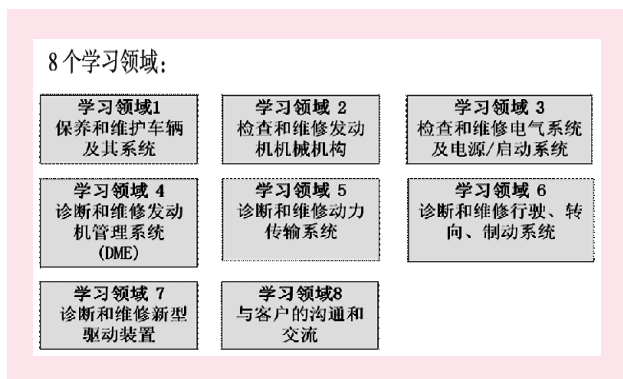 8个学习领域：
学习领域1
保养和维护车辆
及其系统
学习领域 2
检查和维修发动
机机械机构
学习领域 3
检查和维修电气系统
及电源/启动系统
学习领域 4
诊断和维修发动
机管理系统
(DME)
学习领域 5
诊断和维修动力
传输系统
学习领域 6
诊断和维修行驶、转
向、制动系统
学习领域 7
诊断和维修新型
驱动装置
学习领域8
与客户的沟通和
交流